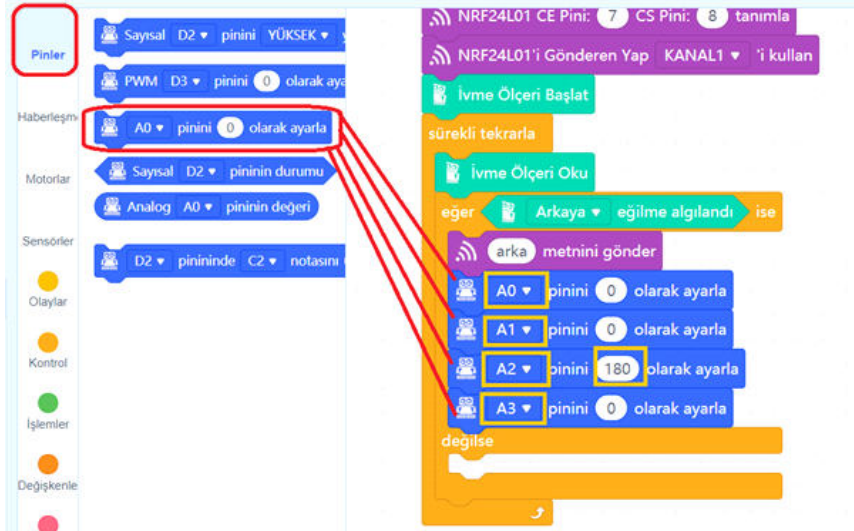 Pinler
Haberleşm
Motorlar
Sensörler
Olaylar
Kontrol
İşlemler
Değişkenle
Sayısal D2 pinini YÜKSEK y
PWM D3 pinini 0 olarak aya
A0 pinini 0 olarak ayarla
Sayısal D2 pininin durumu
Analog A0 pininin değeri
D2 pinininde C2 notasını
NRF24L01 CE Pini: 7 CS Pini: 8 tanımla
NRF24L01'i Gönderen Yap KANAL1 'i kullan
İvme Ölçeri Başlat
sürekli tekrarla
İvme Ölçeri Oku
eğer Arkaya eğilme algılandı ise
arka metnini gönder
A0 pinini 0 olarak ayarla
A1 pinini 0 olarak ayarla
A2 pinini 180 olarak ayarla
A3 pinini 0 olarak ayarla
değilse